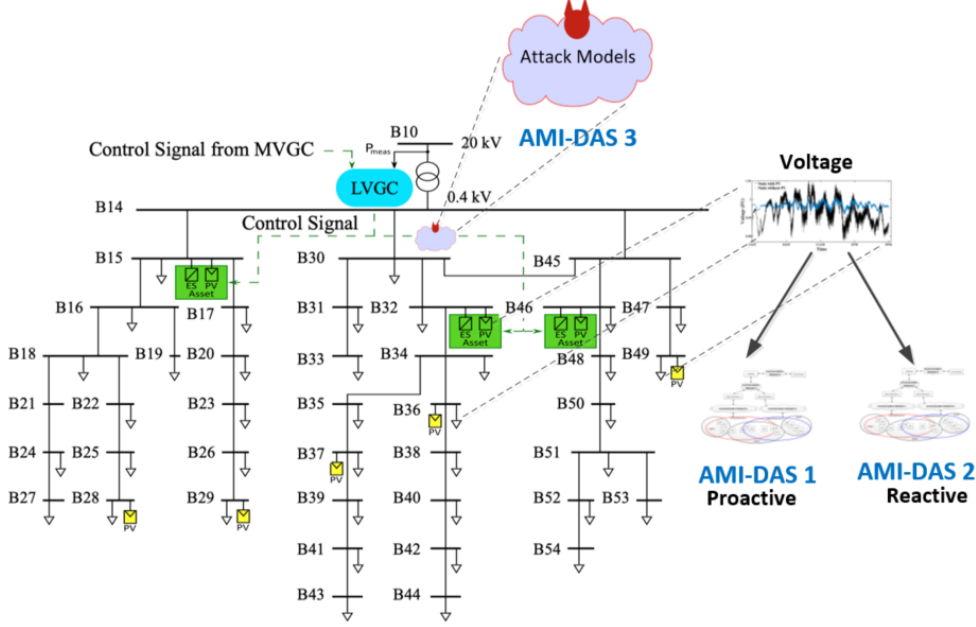 Attack Models
AMI-DAS 3
B10
20 kV
Pmeas
Control Signal from MVGC
LVGC
0.4 kV
B14
Control Signal
Voltage
B15
B30
B45
ES PV
Asset
B16
B17
B31
B32
ES PV
Asset
B46
ES PV
Asset
B47
B18
B19
B20
B33
B34
B48
B49
PV
B21
B22
B23
B35
B36
PV
B50
B24
B25
B26
B37
PV
B38
B51
AMI-DAS 1
Proactive
AMI-DAS 2
Reactive
B27
B28
PV
B29
PV
B39
B40
B52
B53
B41
B42
B54
B43
B44